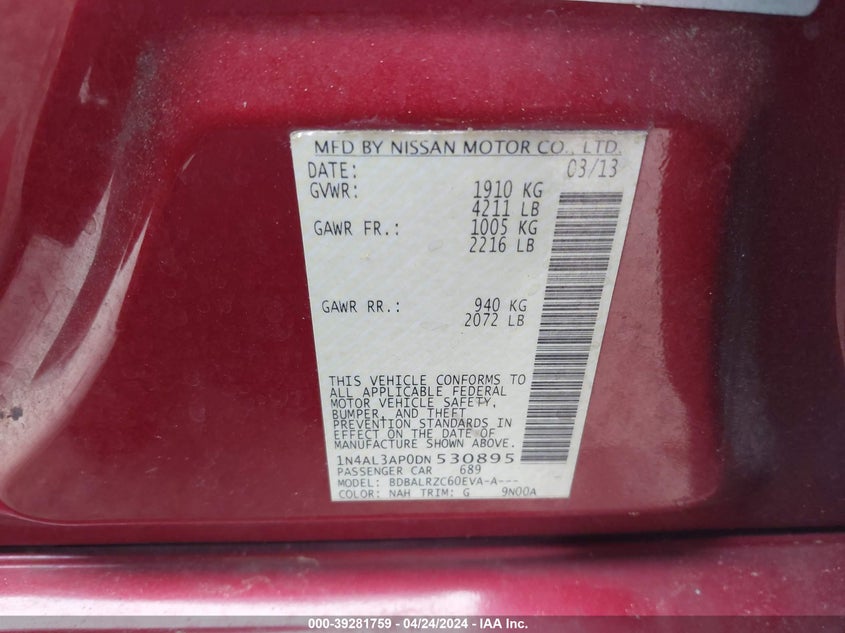 MFD BY NISSAN MOTOR CO., LTD.
DATE: 03/13
GVWR: 1910 KG
4211 LB
GAWR FR.: 1005 KG
2216 LB
GAWR RR.: 940 KG
2072 LB
THIS VEHICLE CONFORMS TO
ALL APPLICABLE FEDERAL
MOTOR VEHICLE SAFETY,
BUMPER, AND THEFT
PREVENTION STANDARDS IN
EFFECT ON THE DATE OF
MANUFACTURE SHOWN ABOVE.
1N4AL3AP0DN 530895
PASSENGER CAR 689
MODEL: BDBALRZC60EVA-A---
COLOR: NAH TRIM: G 9N00A
000-39281759 - 04/24/2024 - IAA Inc.